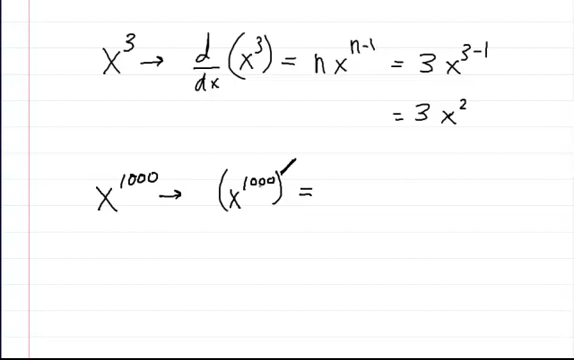 x³ → d/dx (x³) = nxⁿ⁻¹ = 3x³⁻¹
= 3x²
x¹⁰⁰⁰ → (x¹⁰⁰⁰)′ =